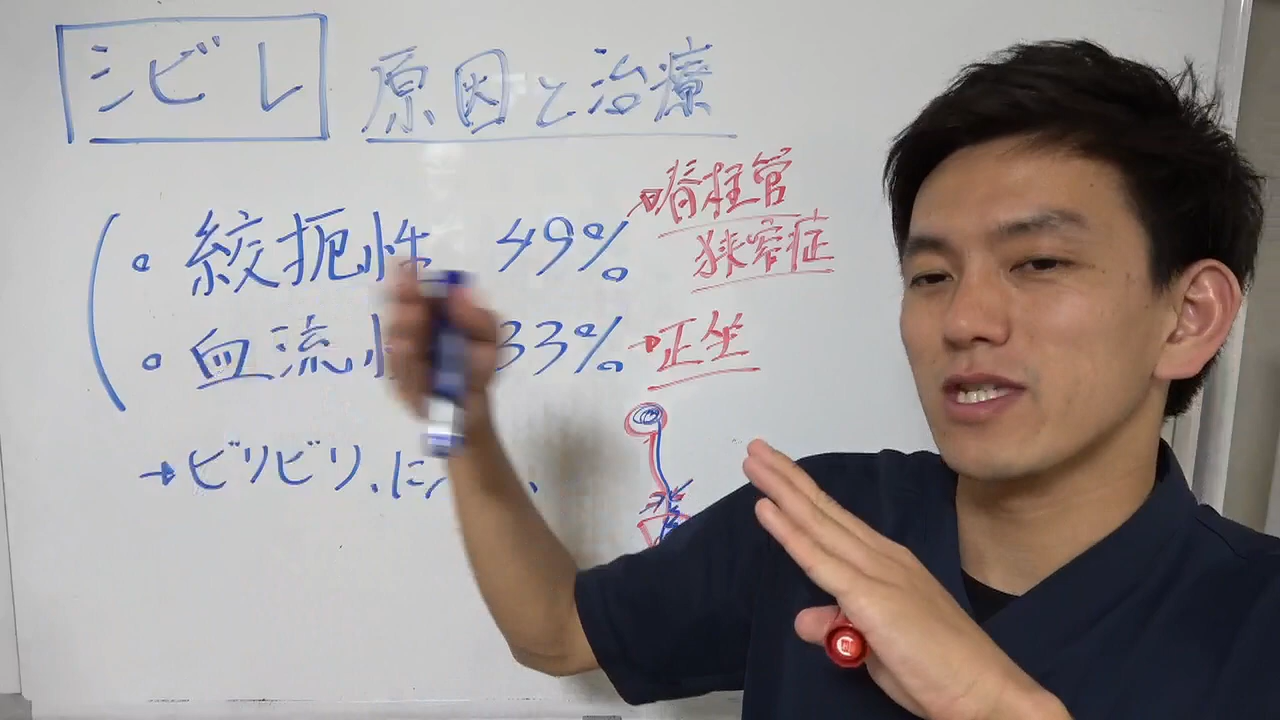 シビレ 原因と治療
・絞扼性 49%
→脊柱管
狭窄症
・血流 33%
→正坐
→ビリビリ、